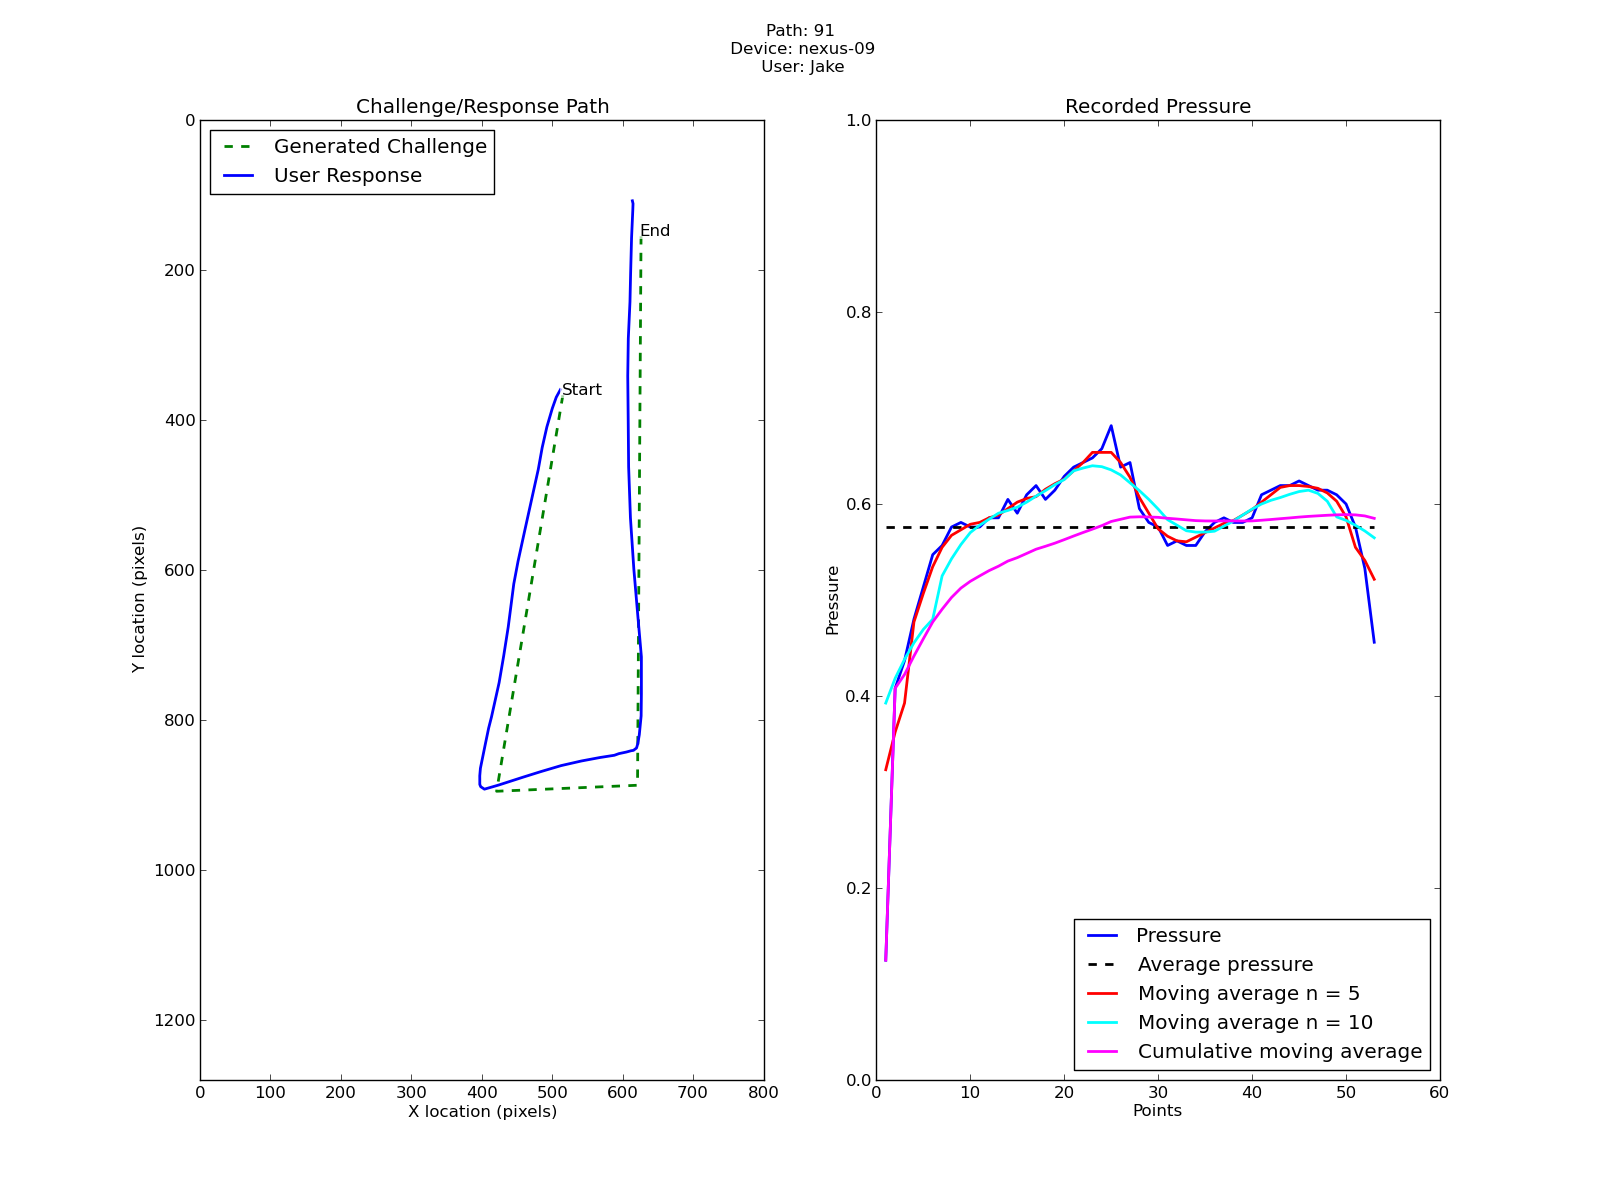 Path: 91
Device: nexus-09
User: Jake
Challenge/Response Path
Generated Challenge
User Response
End
Start
0
200
400
600
800
1000
1200
Y location (pixels)
0 100 200 300 400 500 600 700 800
X location (pixels)
Recorded Pressure
1.0
0.8
0.6
0.4
0.2
0.0
Pressure
Pressure
Average pressure
Moving average n = 5
Moving average n = 10
Cumulative moving average
0 10 20 30 40 50 60
Points